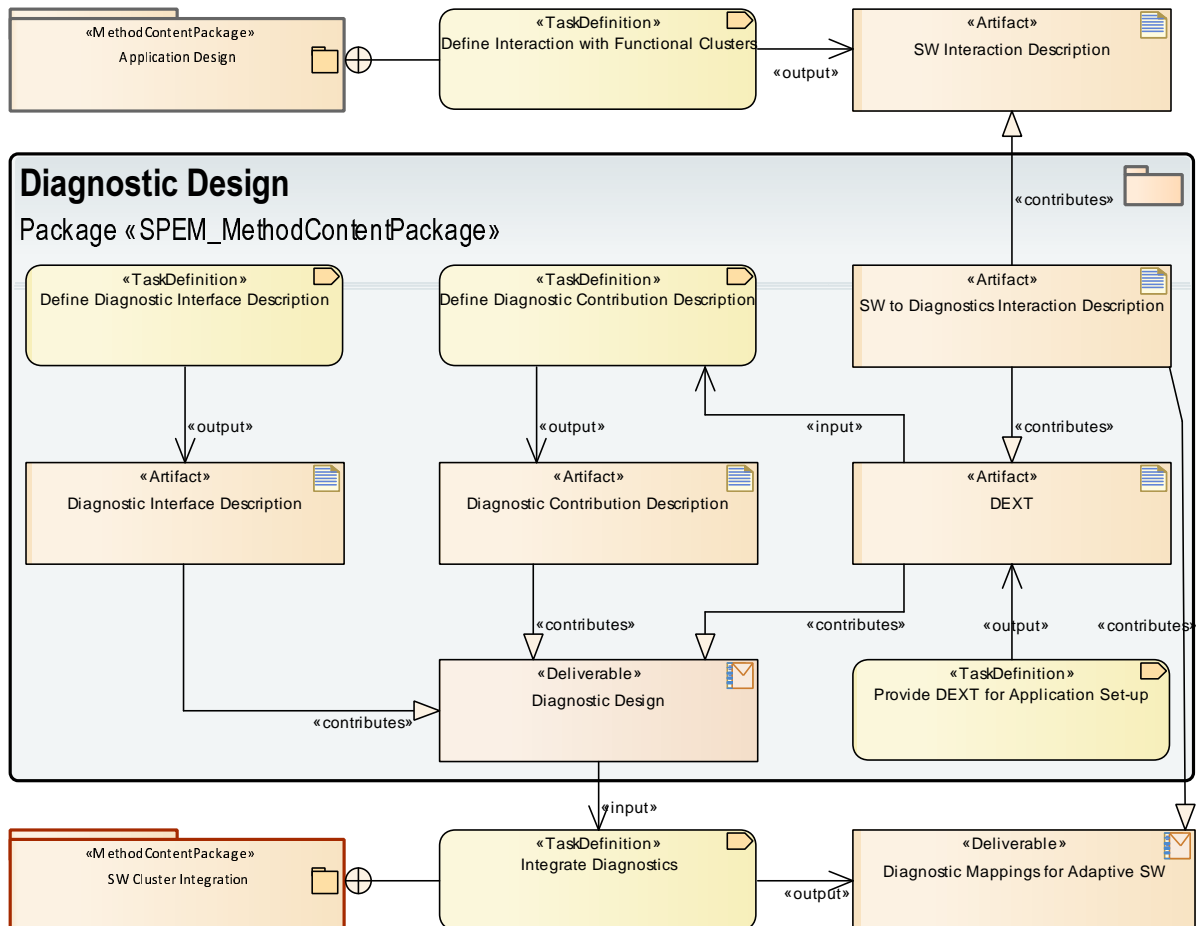 «MethodContentPackage»
Application Design
«TaskDefinition»
Define Interaction with Functional Clusters
«output»
«Artifact»
SW Interaction Description
«contributes»
Diagnostic Design
Package «SPEM_MethodContentPackage»
«TaskDefinition»
Define Diagnostic Interface Description
«TaskDefinition»
Define Diagnostic Contribution Description
«Artifact»
SW to Diagnostics Interaction Description
«output»
«output»
«input»
«contributes»
«Artifact»
Diagnostic Interface Description
«Artifact»
Diagnostic Contribution Description
«Artifact»
DEXT
«contributes»
«contributes»
«output»
«contributes»
«Deliverable»
Diagnostic Design
«TaskDefinition»
Provide DEXT for Application Set-up
«contributes»
«input»
«MethodContentPackage»
SW Cluster Integration
«TaskDefinition»
Integrate Diagnostics
«output»
«Deliverable»
Diagnostic Mappings for Adaptive SW